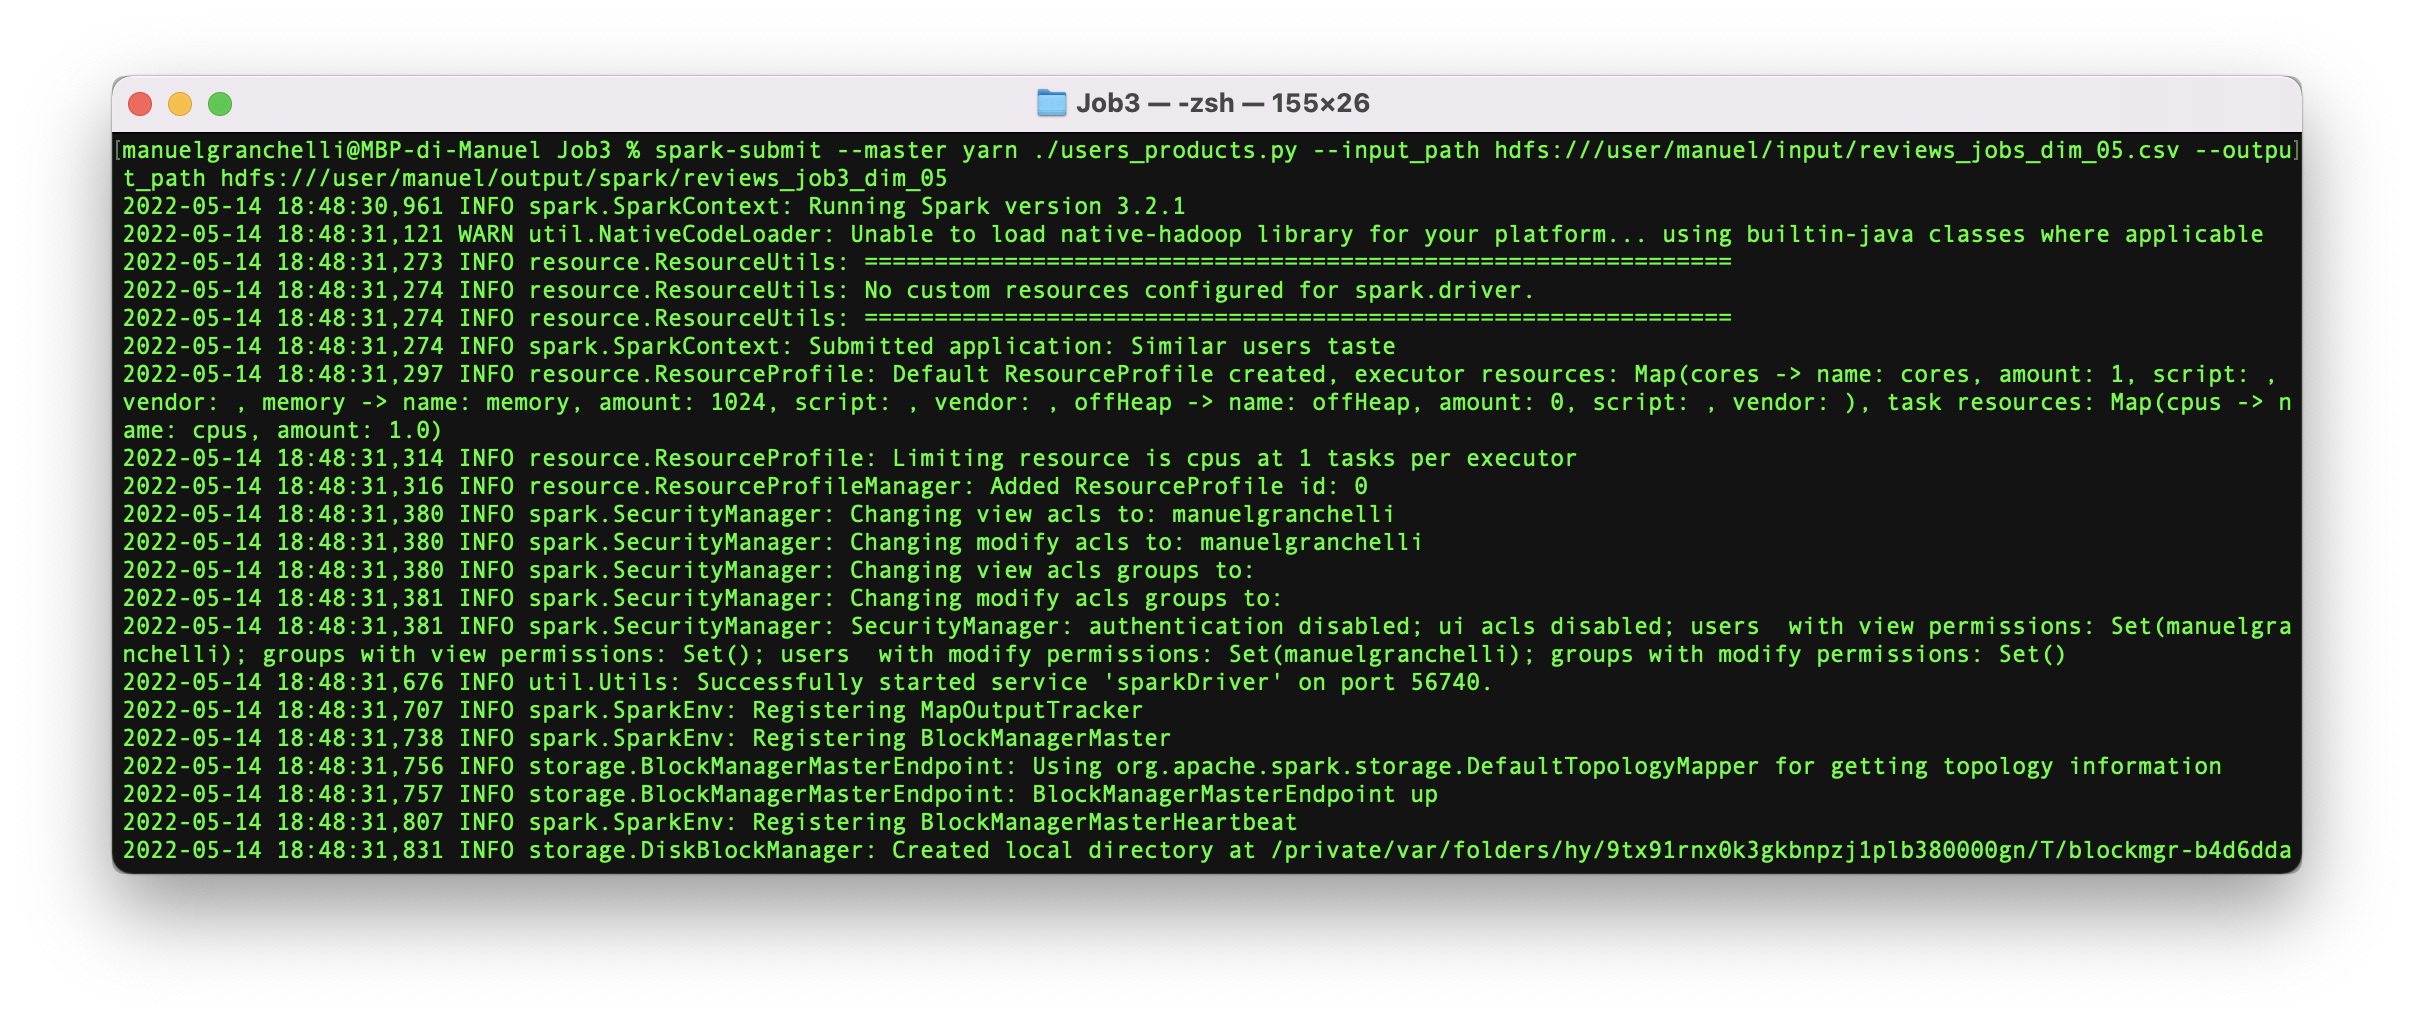 Job3 — -zsh — 155×26
[manuelgranchelli@MBP-di-Manuel Job3 % spark-submit --master yarn ./users_products.py --input_path hdfs:///user/manuel/input/reviews_jobs_dim_05.csv --outpu]
t_path hdfs:///user/manuel/output/spark/reviews_job3_dim_05
2022-05-14 18:48:30,961 INFO spark.SparkContext: Running Spark version 3.2.1
2022-05-14 18:48:31,121 WARN util.NativeCodeLoader: Unable to load native-hadoop library for your platform... using builtin-java classes where applicable
2022-05-14 18:48:31,273 INFO resource.ResourceUtils: ==============================================================
2022-05-14 18:48:31,274 INFO resource.ResourceUtils: No custom resources configured for spark.driver.
2022-05-14 18:48:31,274 INFO resource.ResourceUtils: ==============================================================
2022-05-14 18:48:31,274 INFO spark.SparkContext: Submitted application: Similar users taste
2022-05-14 18:48:31,297 INFO resource.ResourceProfile: Default ResourceProfile created, executor resources: Map(cores -> name: cores, amount: 1, script: ,
vendor: , memory -> name: memory, amount: 1024, script: , vendor: , offHeap -> name: offHeap, amount: 0, script: , vendor: ), task resources: Map(cpus -> n
ame: cpus, amount: 1.0)
2022-05-14 18:48:31,314 INFO resource.ResourceProfile: Limiting resource is cpus at 1 tasks per executor
2022-05-14 18:48:31,316 INFO resource.ResourceProfileManager: Added ResourceProfile id: 0
2022-05-14 18:48:31,380 INFO spark.SecurityManager: Changing view acls to: manuelgranchelli
2022-05-14 18:48:31,380 INFO spark.SecurityManager: Changing modify acls to: manuelgranchelli
2022-05-14 18:48:31,380 INFO spark.SecurityManager: Changing view acls groups to:
2022-05-14 18:48:31,381 INFO spark.SecurityManager: Changing modify acls groups to:
2022-05-14 18:48:31,381 INFO spark.SecurityManager: SecurityManager: authentication disabled; ui acls disabled; users  with view permissions: Set(manuelgra
nchelli); groups with view permissions: Set(); users  with modify permissions: Set(manuelgranchelli); groups with modify permissions: Set()
2022-05-14 18:48:31,676 INFO util.Utils: Successfully started service 'sparkDriver' on port 56740.
2022-05-14 18:48:31,707 INFO spark.SparkEnv: Registering MapOutputTracker
2022-05-14 18:48:31,738 INFO spark.SparkEnv: Registering BlockManagerMaster
2022-05-14 18:48:31,756 INFO storage.BlockManagerMasterEndpoint: Using org.apache.spark.storage.DefaultTopologyMapper for getting topology information
2022-05-14 18:48:31,757 INFO storage.BlockManagerMasterEndpoint: BlockManagerMasterEndpoint up
2022-05-14 18:48:31,807 INFO spark.SparkEnv: Registering BlockManagerMasterHeartbeat
2022-05-14 18:48:31,831 INFO storage.DiskBlockManager: Created local directory at /private/var/folders/hy/9tx91rnx0k3gkbnpzj1plb380000gn/T/blockmgr-b4d6dda